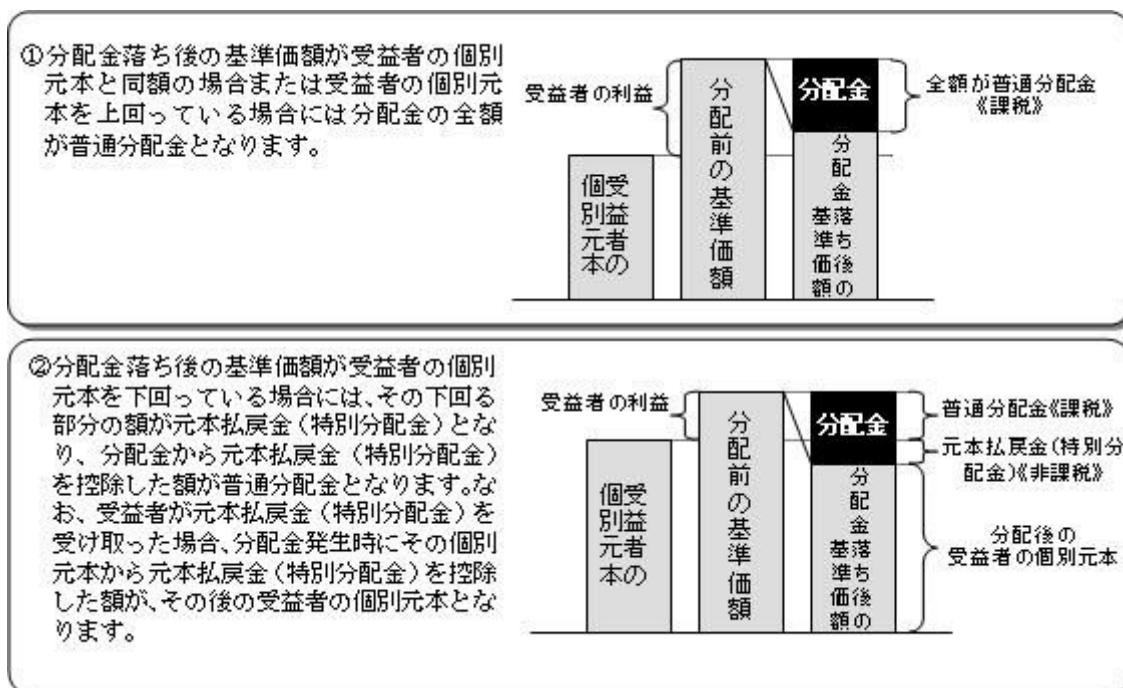 ①分配金落ち後の基準価額が受益者の個別
元本と同額の場合または受益者の個別元
本を上回っている場合には分配金の全額
が普通分配金となります。
受益者の利益
受益者の
個別元本
分配前の基準価額
分配金
分配金落ち後の
基準価額
全額が普通分配金
《課税》
②分配金落ち後の基準価額が受益者の個別
元本を下回っている場合には、その下回る
部分の額が元本払戻金(特別分配金)とな
り、分配金から元本払戻金(特別分配金)
を控除した額が普通分配金となります。な
お、受益者が元本払戻金(特別分配金)を
受け取った場合、分配金発生時にその個別
元本から元本払戻金(特別分配金)を控除
した額が、その後の受益者の個別元本とな
ります。
受益者の利益
受益者の
個別元本
分配前の基準価額
分配金
分配金落ち後の
基準価額
普通分配金《課税》
元本払戻金(特別分
配金)《非課税》
分配後の
受益者の個別元本